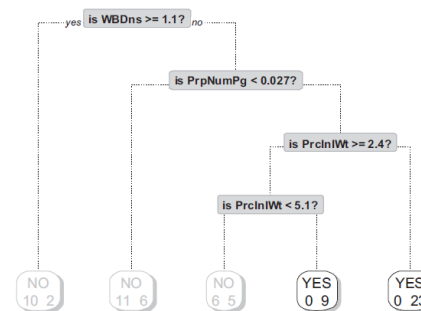 yes is WBDns >= 1.1? no
is PrpNumPg < 0.027?
is PrcInlWt >= 2.4?
is PrcInlWt < 5.1?
NO NO NO YES YES
10 2 11 6 6 5 0 9 0 23